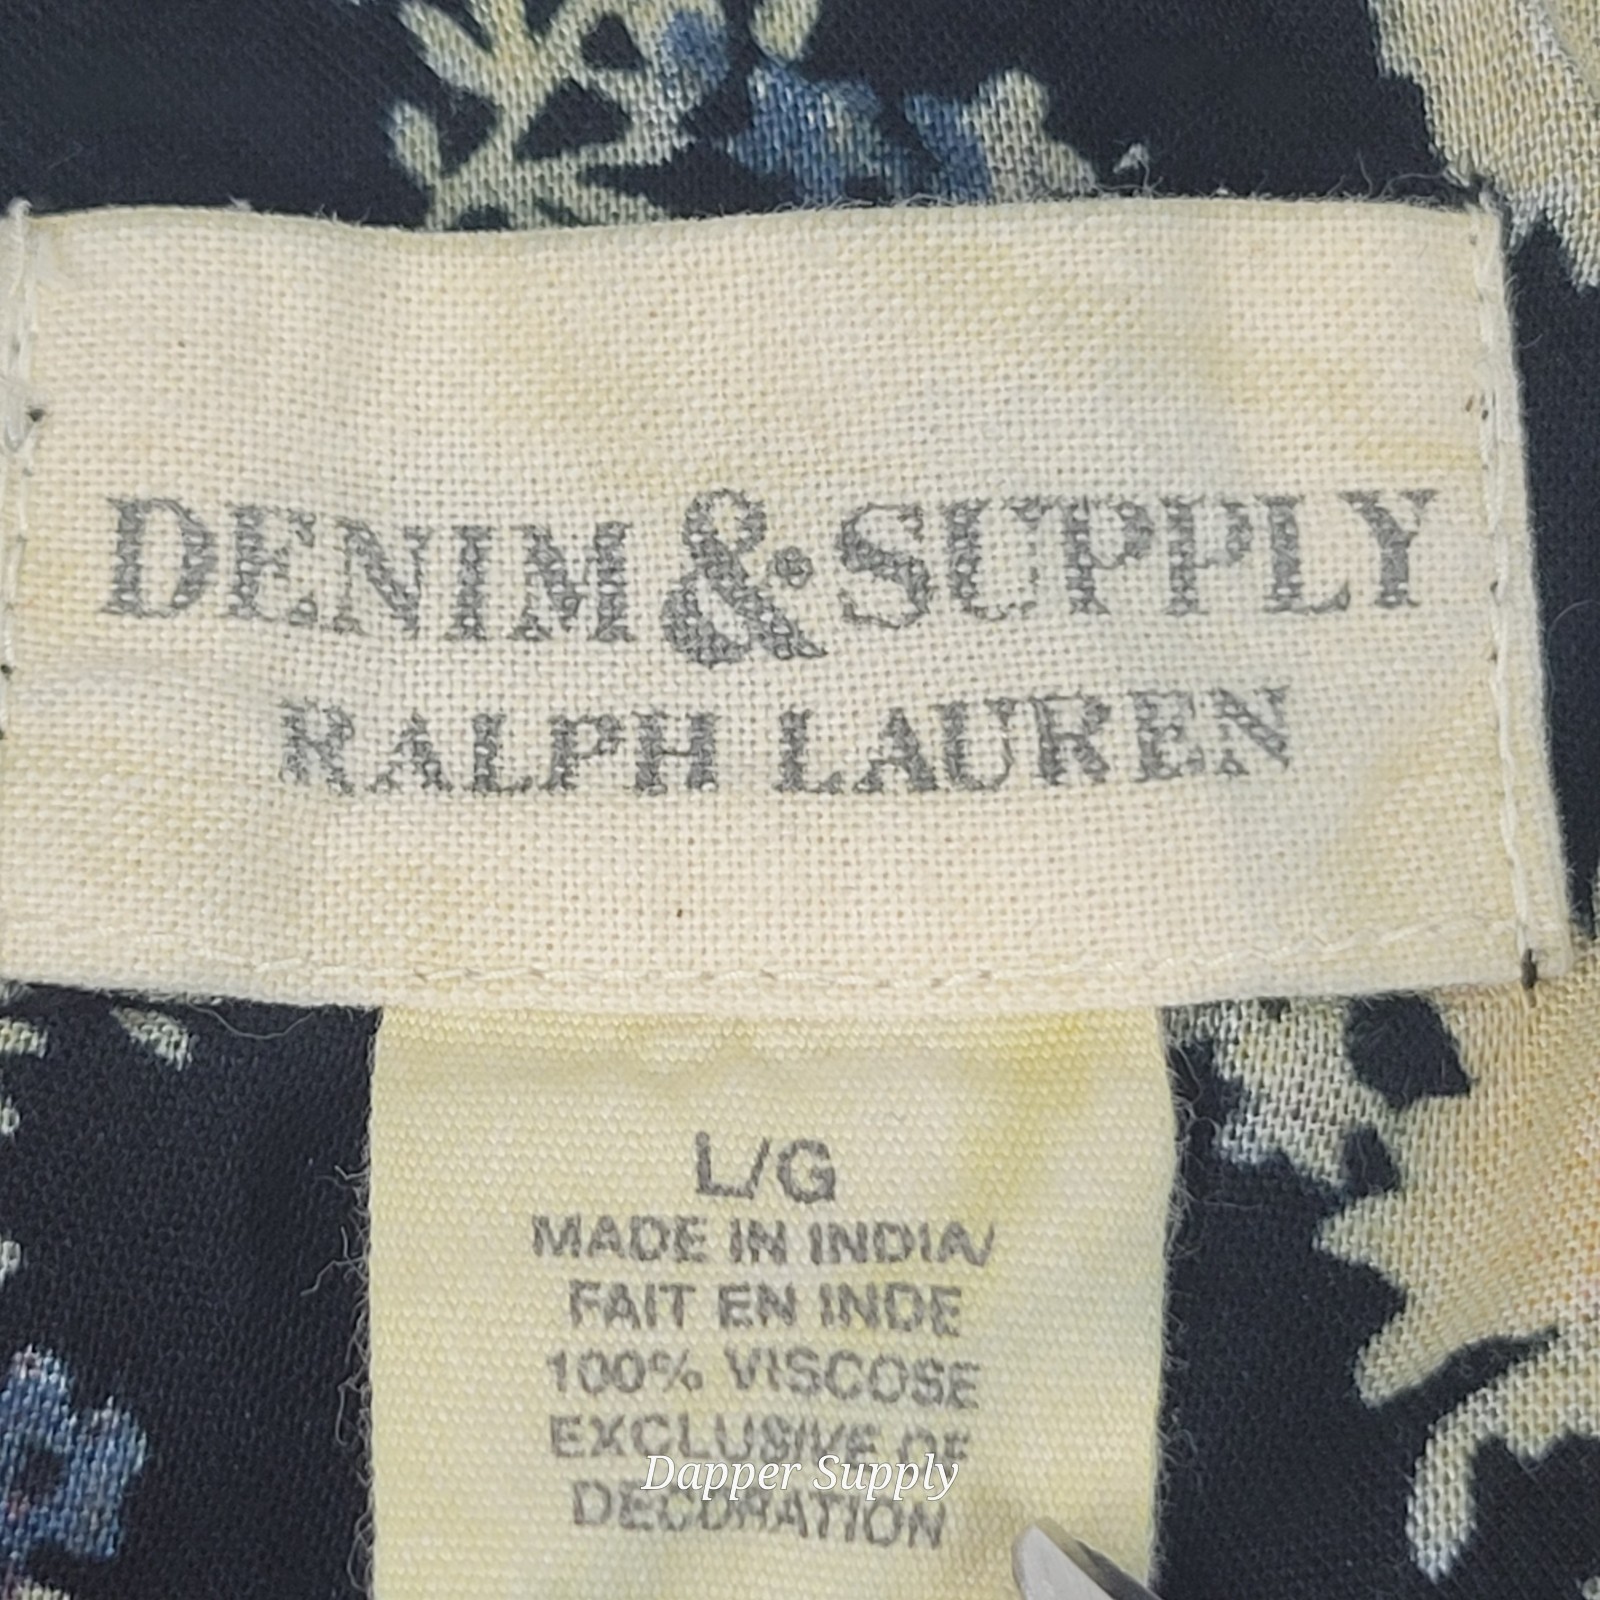 DENIM & SUPPLY
RALPH LAUREN
L/G
MADE IN INDIA/
FAIT EN INDE
100% VISCOSE
EXCLUSIVE OF
Dapper Supply
DECORATION